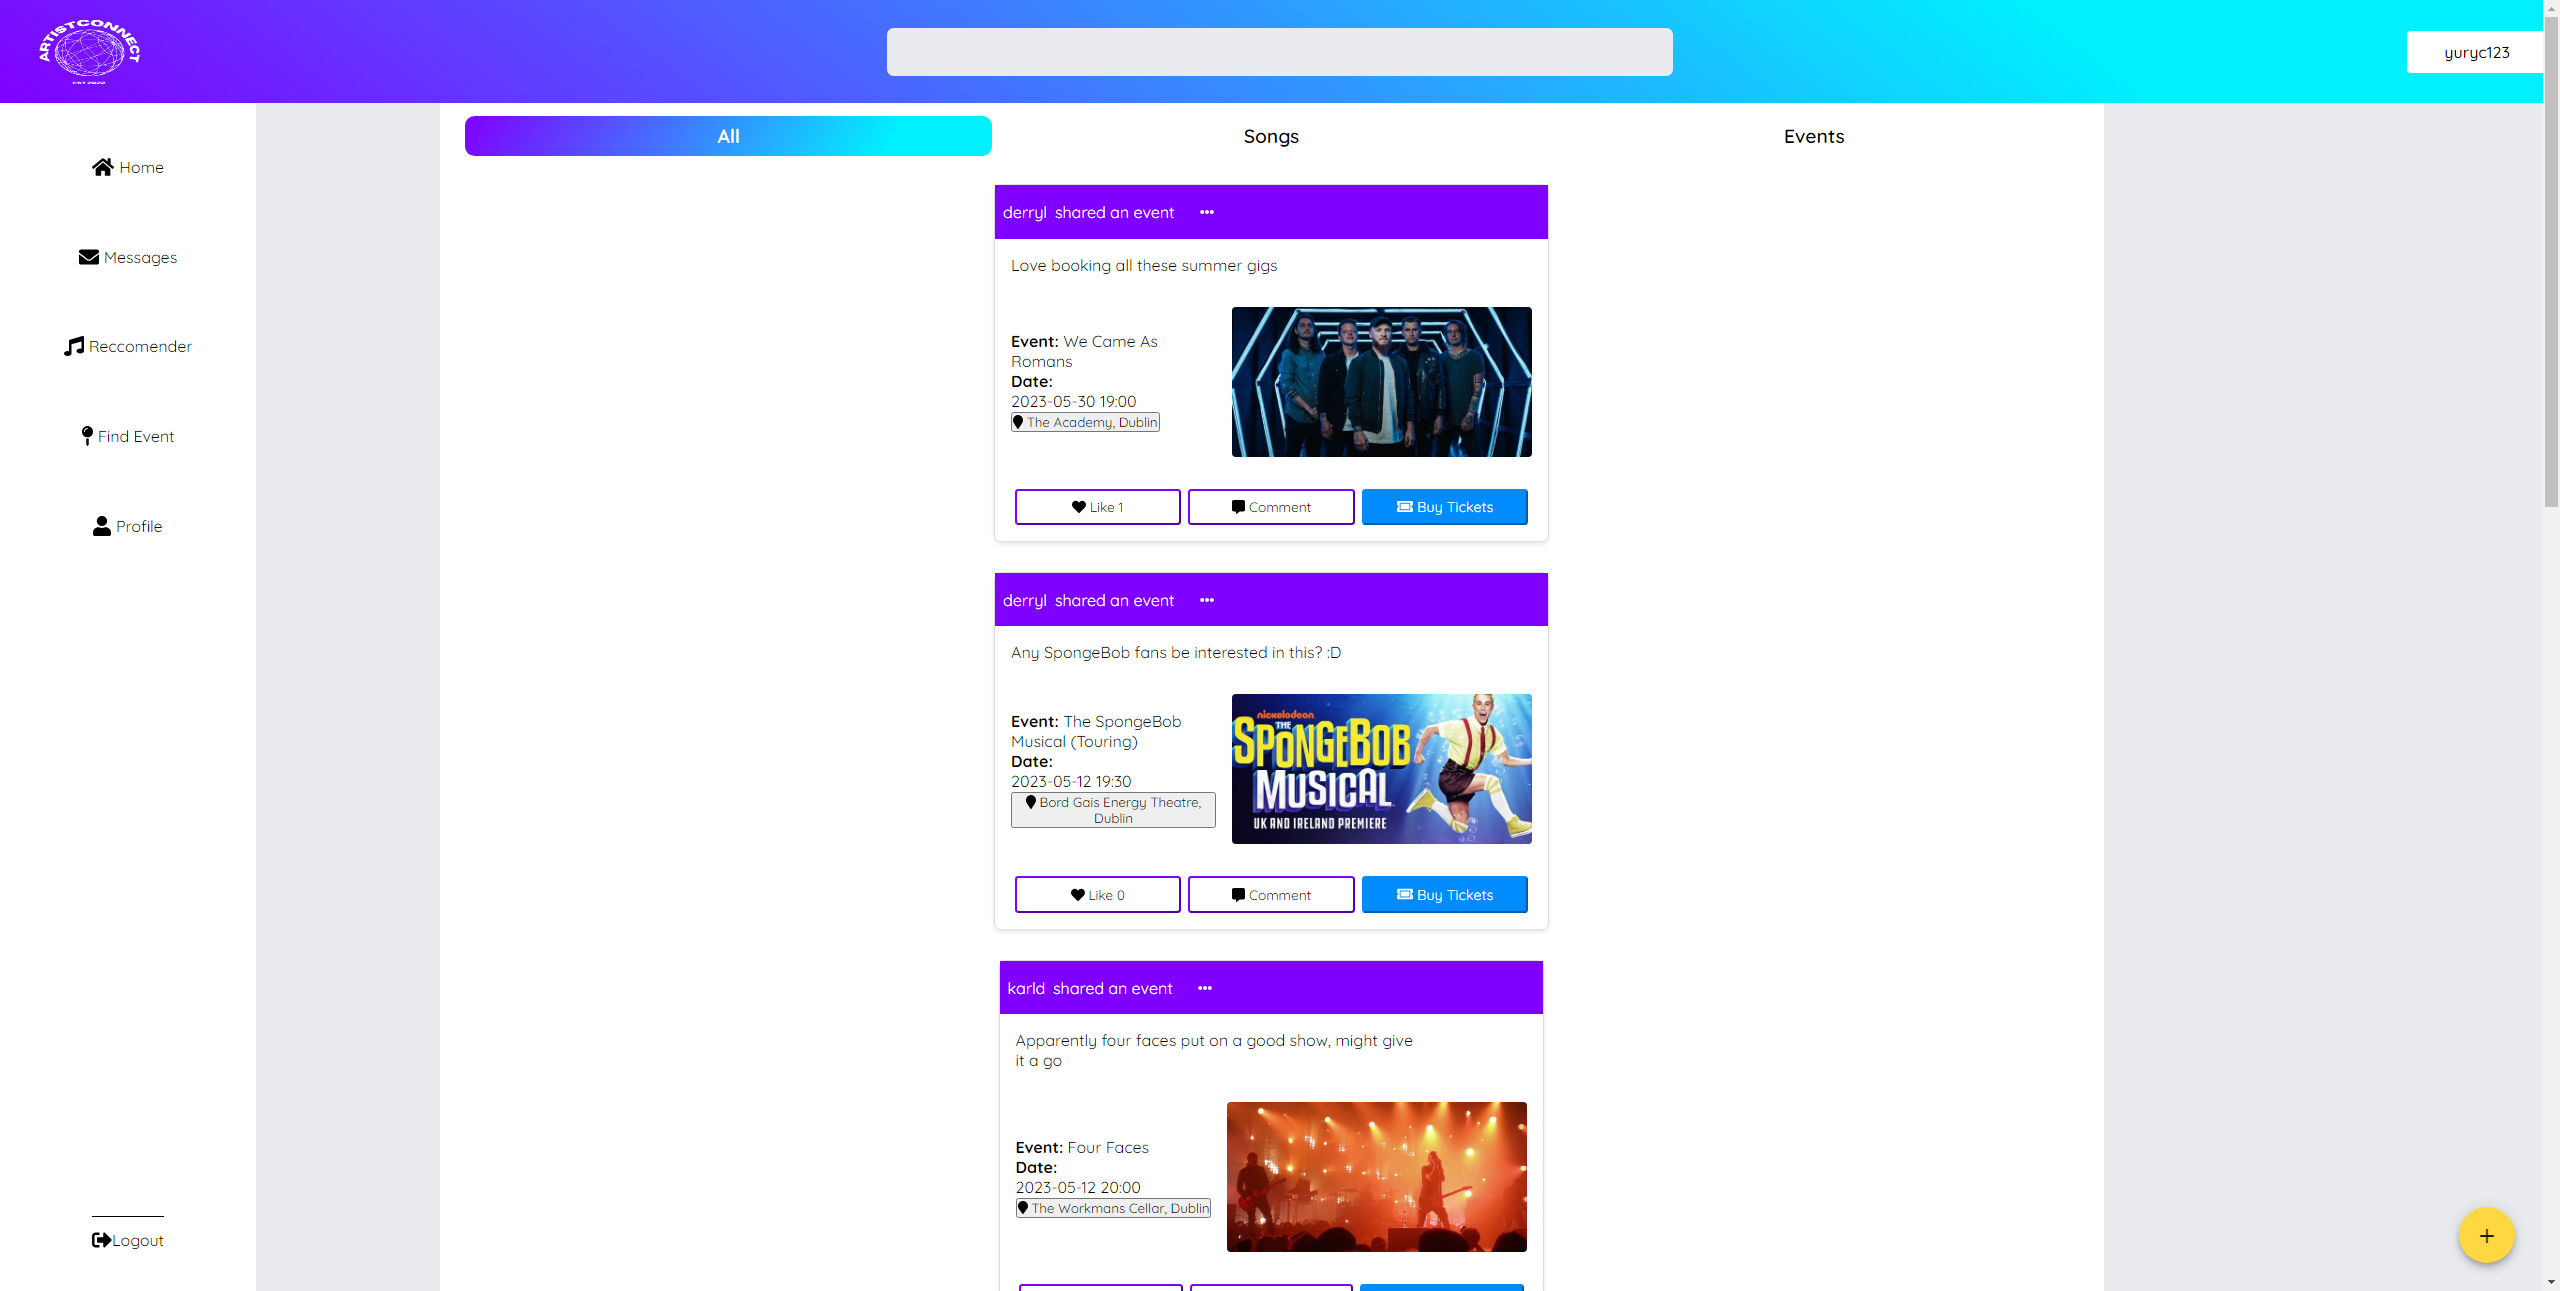 ARTISTCONNECT
EST 2022
yuryc123
Home
Messages
Reccomender
Find Event
Profile
Logout
All
Songs
Events
derryl shared an event
Love booking all these summer gigs
Event: We Came As
Romans
Date:
2023-05-30 19:00
The Academy, Dublin
Like 1
Comment
Buy Tickets
derryl shared an event
Any SpongeBob fans be interested in this? :D
Event: The SpongeBob
Musical (Touring)
Date:
2023-05-12 19:30
Bord Gais Energy Theatre,
Dublin
nickelodeon
THE
SPONGEBOB
MUSICAL
UK AND IRELAND PREMIERE
Like 0
Comment
Buy Tickets
karld shared an event
Apparently four faces put on a good show, might give
it a go
Event: Four Faces
Date:
2023-05-12 20:00
The Workmans Cellar, Dublin